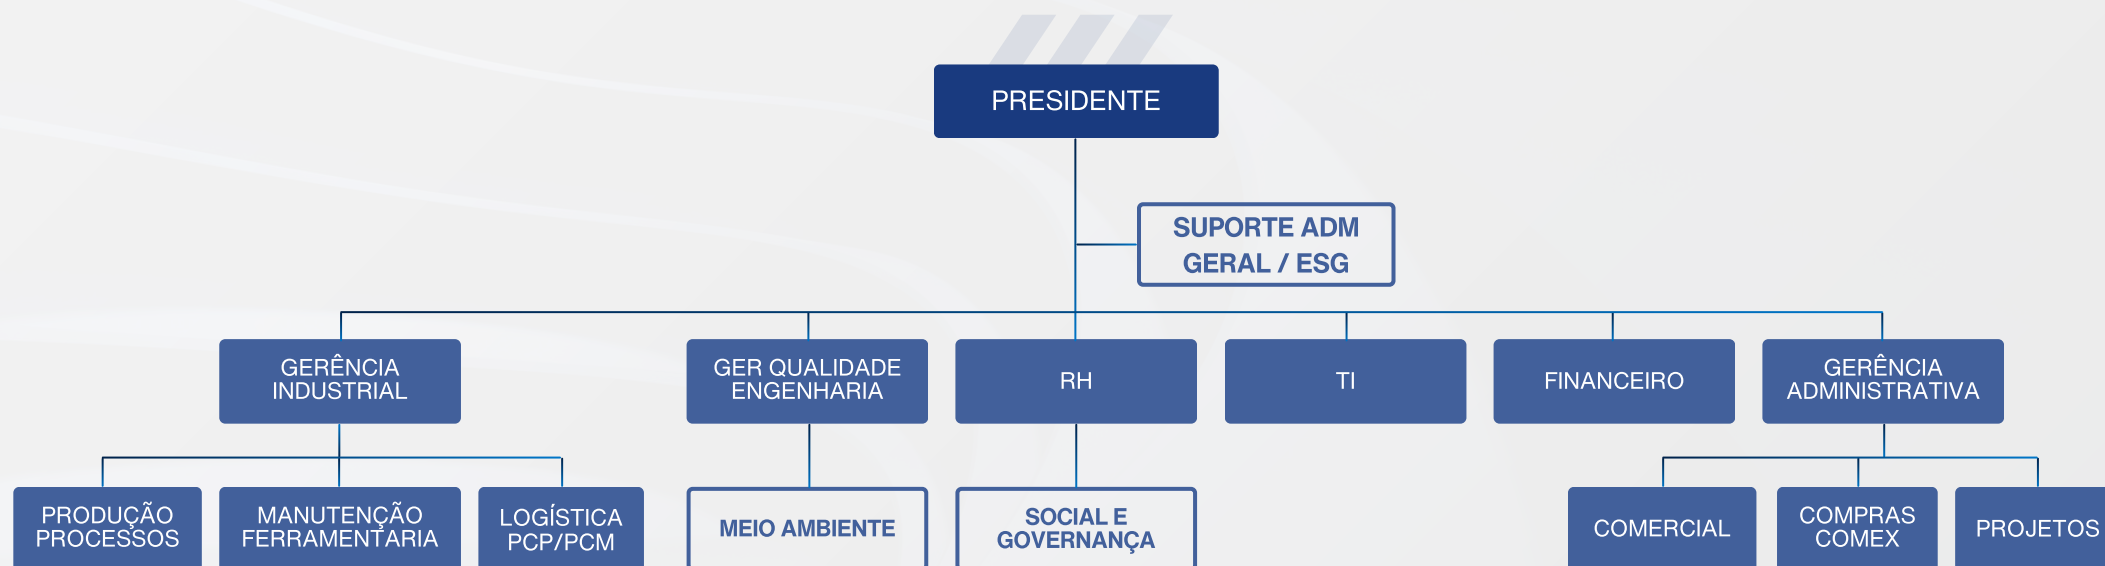 PRESIDENTE
SUPORTE ADM
GERAL / ESG
GERÊNCIA
INDUSTRIAL
GER QUALIDADE
ENGENHARIA
RH
TI
FINANCEIRO
GERÊNCIA
ADMINISTRATIVA
PRODUÇÃO
PROCESSOS
MANUTENÇÃO
FERRAMENTARIA
LOGÍSTICA
PCP/PCM
MEIO AMBIENTE
SOCIAL E
GOVERNANÇA
COMERCIAL
COMPRAS
COMEX
PROJETOS